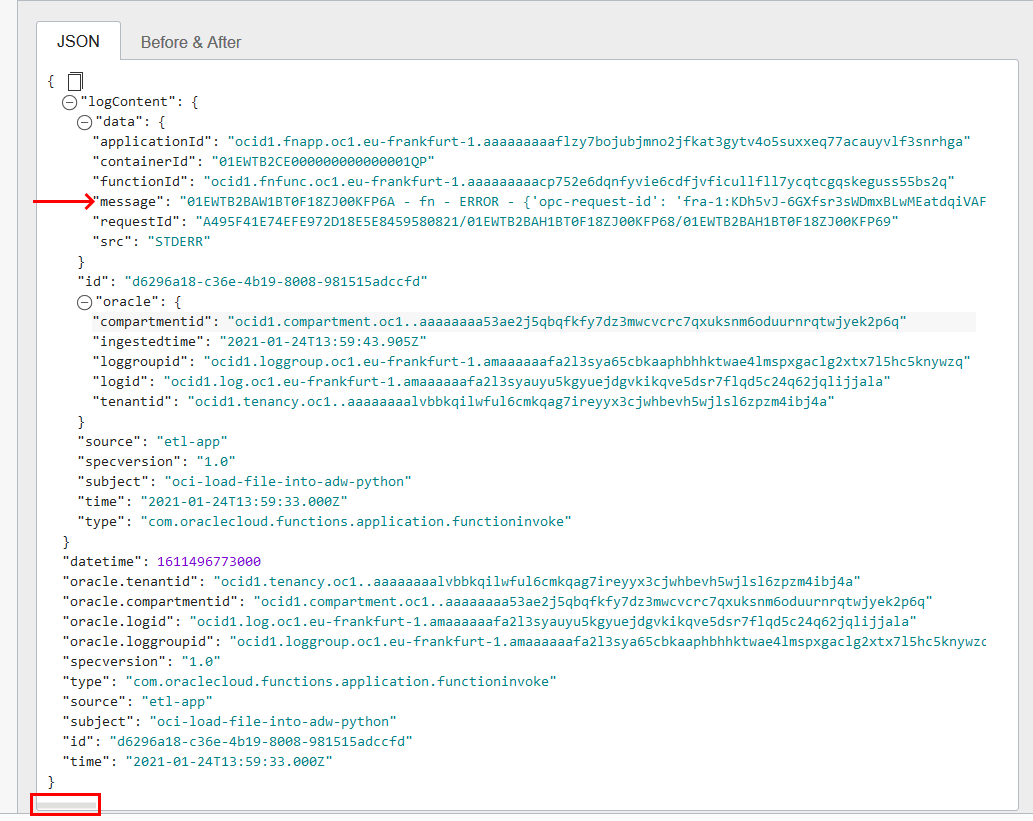 JSON Before & After
{
"logContent": {
"data": {
"applicationId": "ocid1.fnapp.oc1.eu-frankfurt-1.aaaaaaaaaflzy7bojubjmno2jfkat3gytv4o5suxxeq77acauyvlf3snrhga"
"containerId": "01EWTB2CE000000000000001QP"
"functionId": "ocid1.fnfunc.oc1.eu-frankfurt-1.aaaaaaaaacp752e6dqnfyvie6cdfjvficullfll7ycqtcgqskeguss55bs2q"
"message": "01EWTB2BAW1BT0F18ZJ00KFP6A - fn - ERROR - {'opc-request-id': 'fra-1:KDh5vJ-6GXfsr3sWDmxBLwMEatdqiVAF
"requestId": "A495F41E74EFE972D18E5E8459580821/01EWTB2BAH1BT0F18ZJ00KFP68/01EWTB2BAH1BT0F18ZJ00KFP69"
"src": "STDERR"
}
"id": "d6296a18-c36e-4b19-8008-981515adccfd"
"oracle": {
"compartmentid": "ocid1.compartment.oc1..aaaaaaaa53ae2j5qbqfkfy7dz3mwcvcrc7qxuksnm6oduurnrqtwjyek2p6q"
"ingestedtime": "2021-01-24T13:59:43.905Z"
"loggroupid": "ocid1.loggroup.oc1.eu-frankfurt-1.amaaaaaafa2l3sya65cbkaaphbhhktwae4lmspxgaclg2xtx7l5hc5knywzq"
"logid": "ocid1.log.oc1.eu-frankfurt-1.amaaaaaafa2l3syauyu5kgyuejdgvkikqve5dsr7flqd5c24q62jqlijjala"
"tenantid": "ocid1.tenancy.oc1..aaaaaaaalvbbkqilwful6cmkqag7ireyyx3cjwhbevh5wjlsl6zpzm4ibj4a"
}
"source": "etl-app"
"specversion": "1.0"
"subject": "oci-load-file-into-adw-python"
"time": "2021-01-24T13:59:33.000Z"
"type": "com.oraclecloud.functions.application.functioninvoke"
}
"datetime": 1611496773000
"oracle.tenantid": "ocid1.tenancy.oc1..aaaaaaaalvbbkqilwful6cmkqag7ireyyx3cjwhbevh5wjlsl6zpzm4ibj4a"
"oracle.compartmentid": "ocid1.compartment.oc1..aaaaaaaa53ae2j5qbqfkfy7dz3mwcvcrc7qxuksnm6oduurnrqtwjyek2p6q"
"oracle.logid": "ocid1.log.oc1.eu-frankfurt-1.amaaaaaafa2l3syauyu5kgyuejdgvkikqve5dsr7flqd5c24q62jqlijjala"
"oracle.loggroupid": "ocid1.loggroup.oc1.eu-frankfurt-1.amaaaaaafa2l3sya65cbkaaphbhhktwae4lmspxgaclg2xtx7l5hc5knywzq
"specversion": "1.0"
"type": "com.oraclecloud.functions.application.functioninvoke"
"source": "etl-app"
"subject": "oci-load-file-into-adw-python"
"id": "d6296a18-c36e-4b19-8008-981515adccfd"
"time": "2021-01-24T13:59:33.000Z"
}